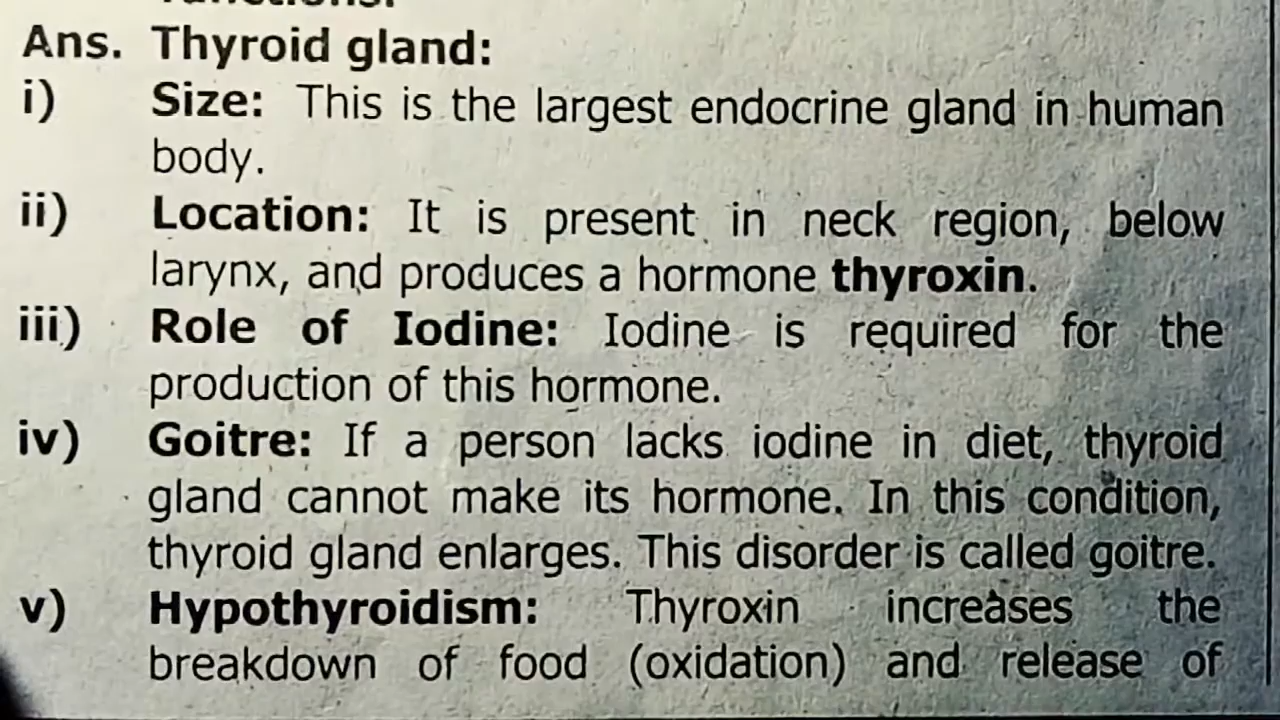 Ans. Thyroid gland:
i) Size: This is the largest endocrine gland in human
body.
ii) Location: It is present in neck region, below
larynx, and produces a hormone thyroxin.
iii) Role of Iodine: Iodine is required for the
production of this hormone.
iv) Goitre: If a person lacks iodine in diet, thyroid
gland cannot make its hormone. In this condition,
thyroid gland enlarges. This disorder is called goitre.
v) Hypothyroidism: Thyroxin increases the
breakdown of food (oxidation) and release of